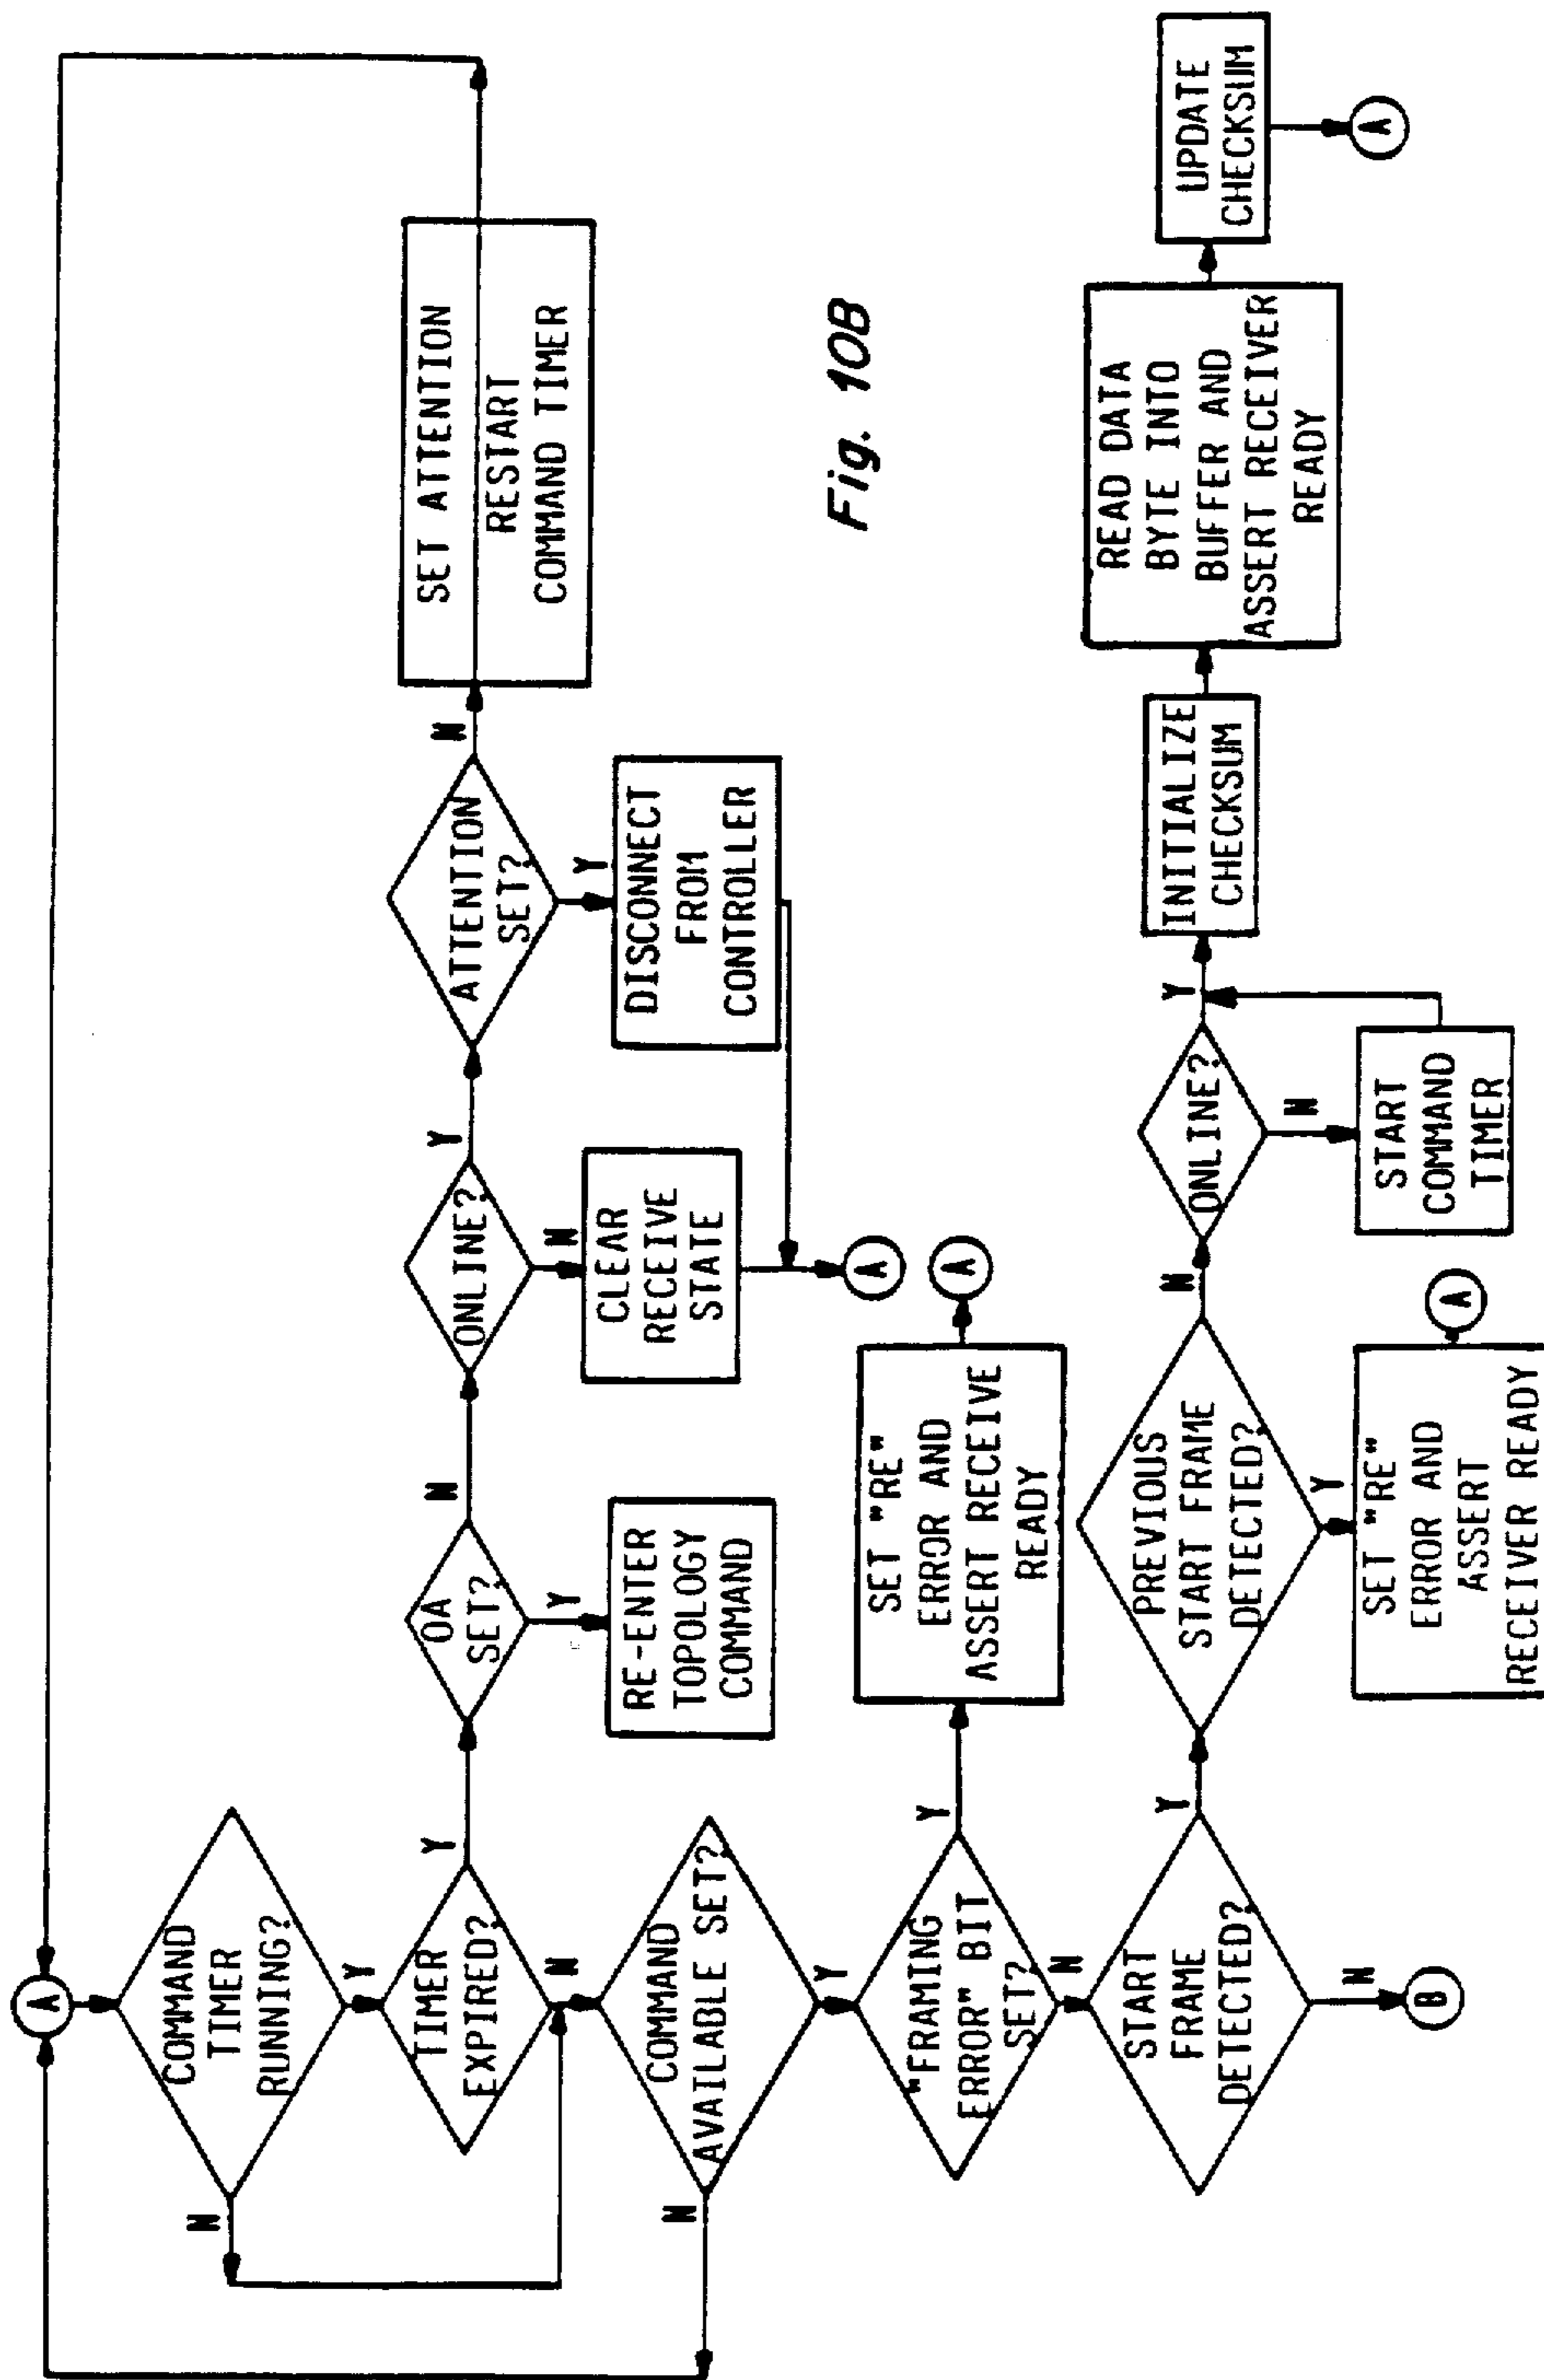 A
COMMAND
TIMER
RUNNING?
N
Y
TIMER
EXPIRED?
Y
N
OA
SET?
N
Y
RE-ENTER
TOPOLOGY
COMMAND
ONLINE?
Y
N
CLEAR
RECEIVE
STATE
A
ATTENTION
SET?
N
Y
DISCONNECT
FROM
CONTROLLER
SET ATTENTION
RESTART
COMMAND TIMER
COMMAND
AVAILABLE SET?
N
Y
"FRAMING
ERROR" BIT
SET?
Y
N
SET "RE"
ERROR AND
ASSERT RECEIVE
READY
A
Fig. 10B
START
FRAME
DETECTED?
Y
N
B
PREVIOUS
START FRAME
DETECTED?
N
Y
SET "RE"
ERROR AND
ASSERT
RECEIVER READY
A
ONLINE?
Y
N
START
COMMAND
TIMER
INITIALIZE
CHECKSUM
READ DATA
BYTE INTO
BUFFER AND
ASSERT RECEIVER
READY
UPDATE
CHECKSUM
A